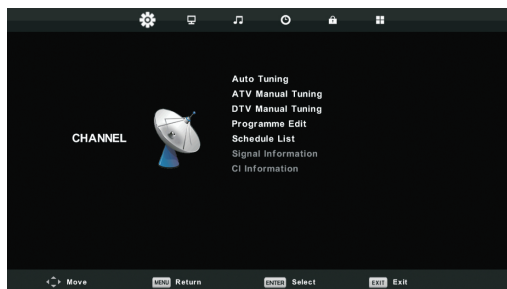 CHANNEL
Auto Tuning
ATV Manual Tuning
DTV Manual Tuning
Programme Edit
Schedule List
Signal Information
CI Information
Move MENU Return ENTER Select EXIT Exit